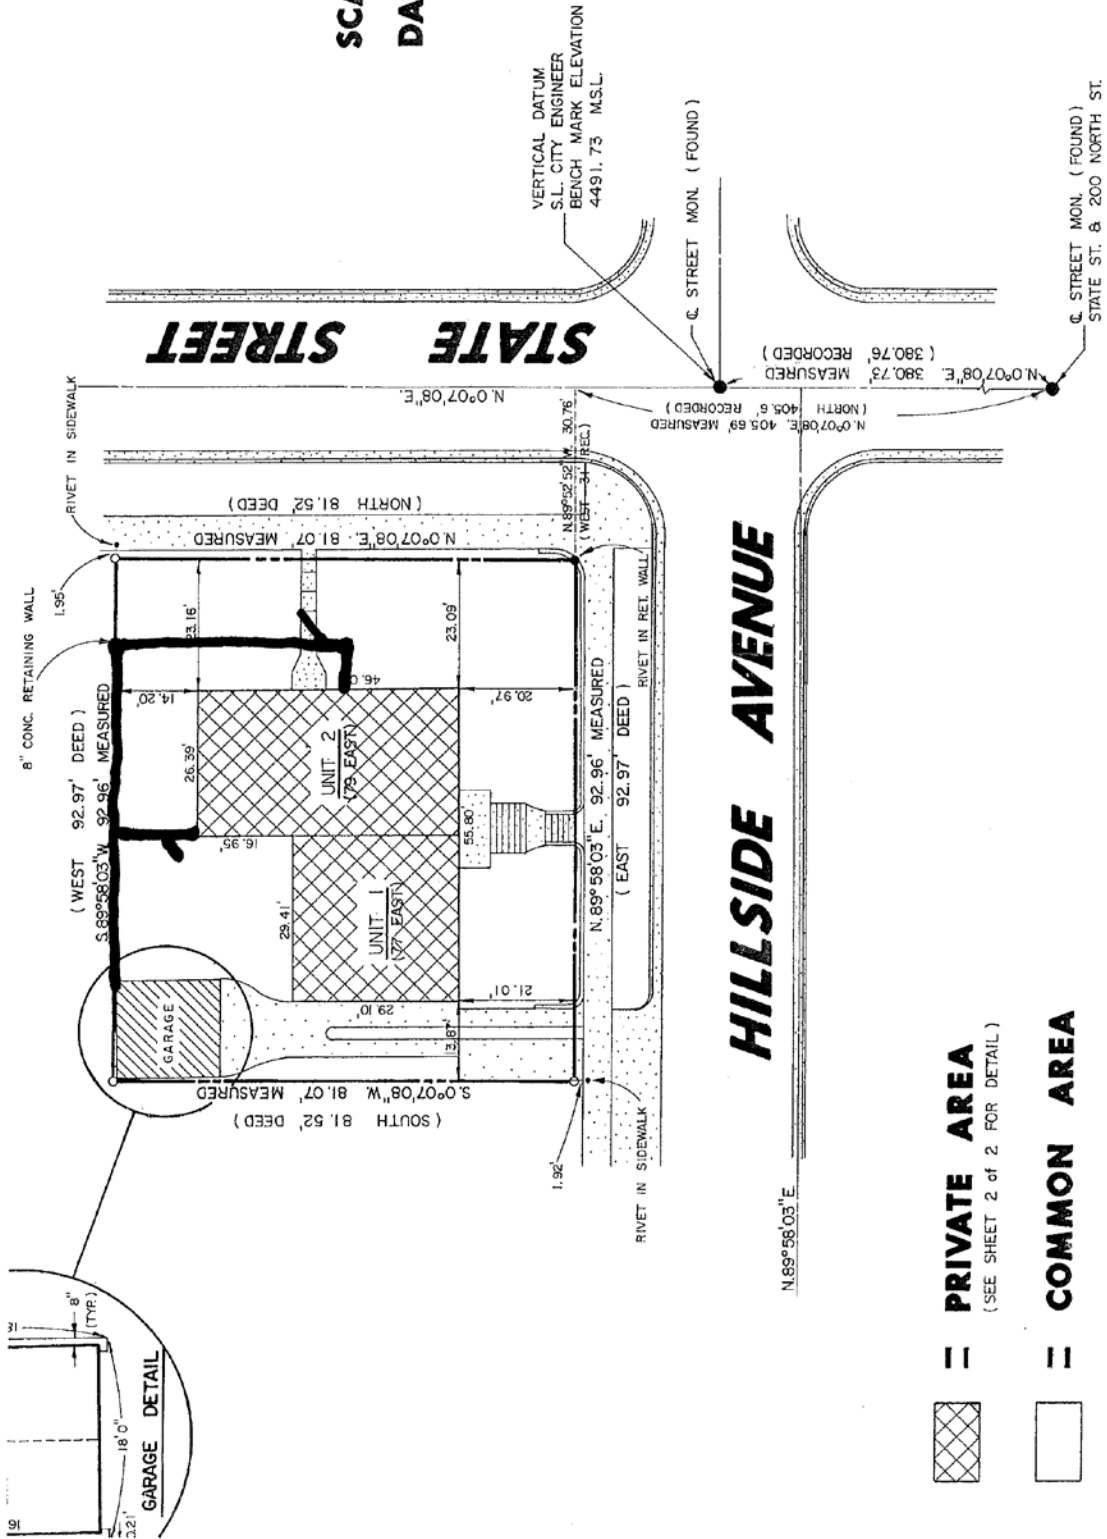 SCA
DA
VERTICAL DATUM
S.L. CITY ENGINEER
BENCH MARK ELEVATION
4491.73 M.S.L.
℄ STREET MON. ( FOUND )
℄ STREET MON. ( FOUND )
STATE ST. & 200 NORTH ST.
STATE STREET
N.0°07'08"E.
N.0°07'08"E.
380.73' MEASURED
( 380.76' RECORDED )
N.0°07'08"E. 405.69' MEASURED
( NORTH 405.6' RECORDED )
N.89°52'52"W. 30.76'
(WEST 31' REC.)
RIVET IN SIDEWALK
1.95'
8" CONC. RETAINING WALL
( NORTH 81.52' DEED )
N.0°07'08"E. 81.07' MEASURED
( WEST 92.97' DEED )
S.89°58'03"W. 92.96' MEASURED
23.16'
14.20'
26.39'
46.0
23.09'
20.97'
UNIT 2
(79 EAST)
16.95'
55.80'
29.41'
UNIT 1
(77 EAST)
29.10'
21.01'
13.87'
GARAGE
RIVET IN RET. WALL
N.89°58'03"E. 92.96' MEASURED
( EAST 92.97' DEED )
S.0°07'08"W. 81.07' MEASURED
( SOUTH 81.52' DEED )
1.92'
RIVET IN SIDEWALK
HILLSIDE AVENUE
N.89°58'03"E.
8"
(TYP.)
18'0"
0.21'
GARAGE DETAIL
= PRIVATE AREA
(SEE SHEET 2 of 2 FOR DETAIL)
= COMMON AREA